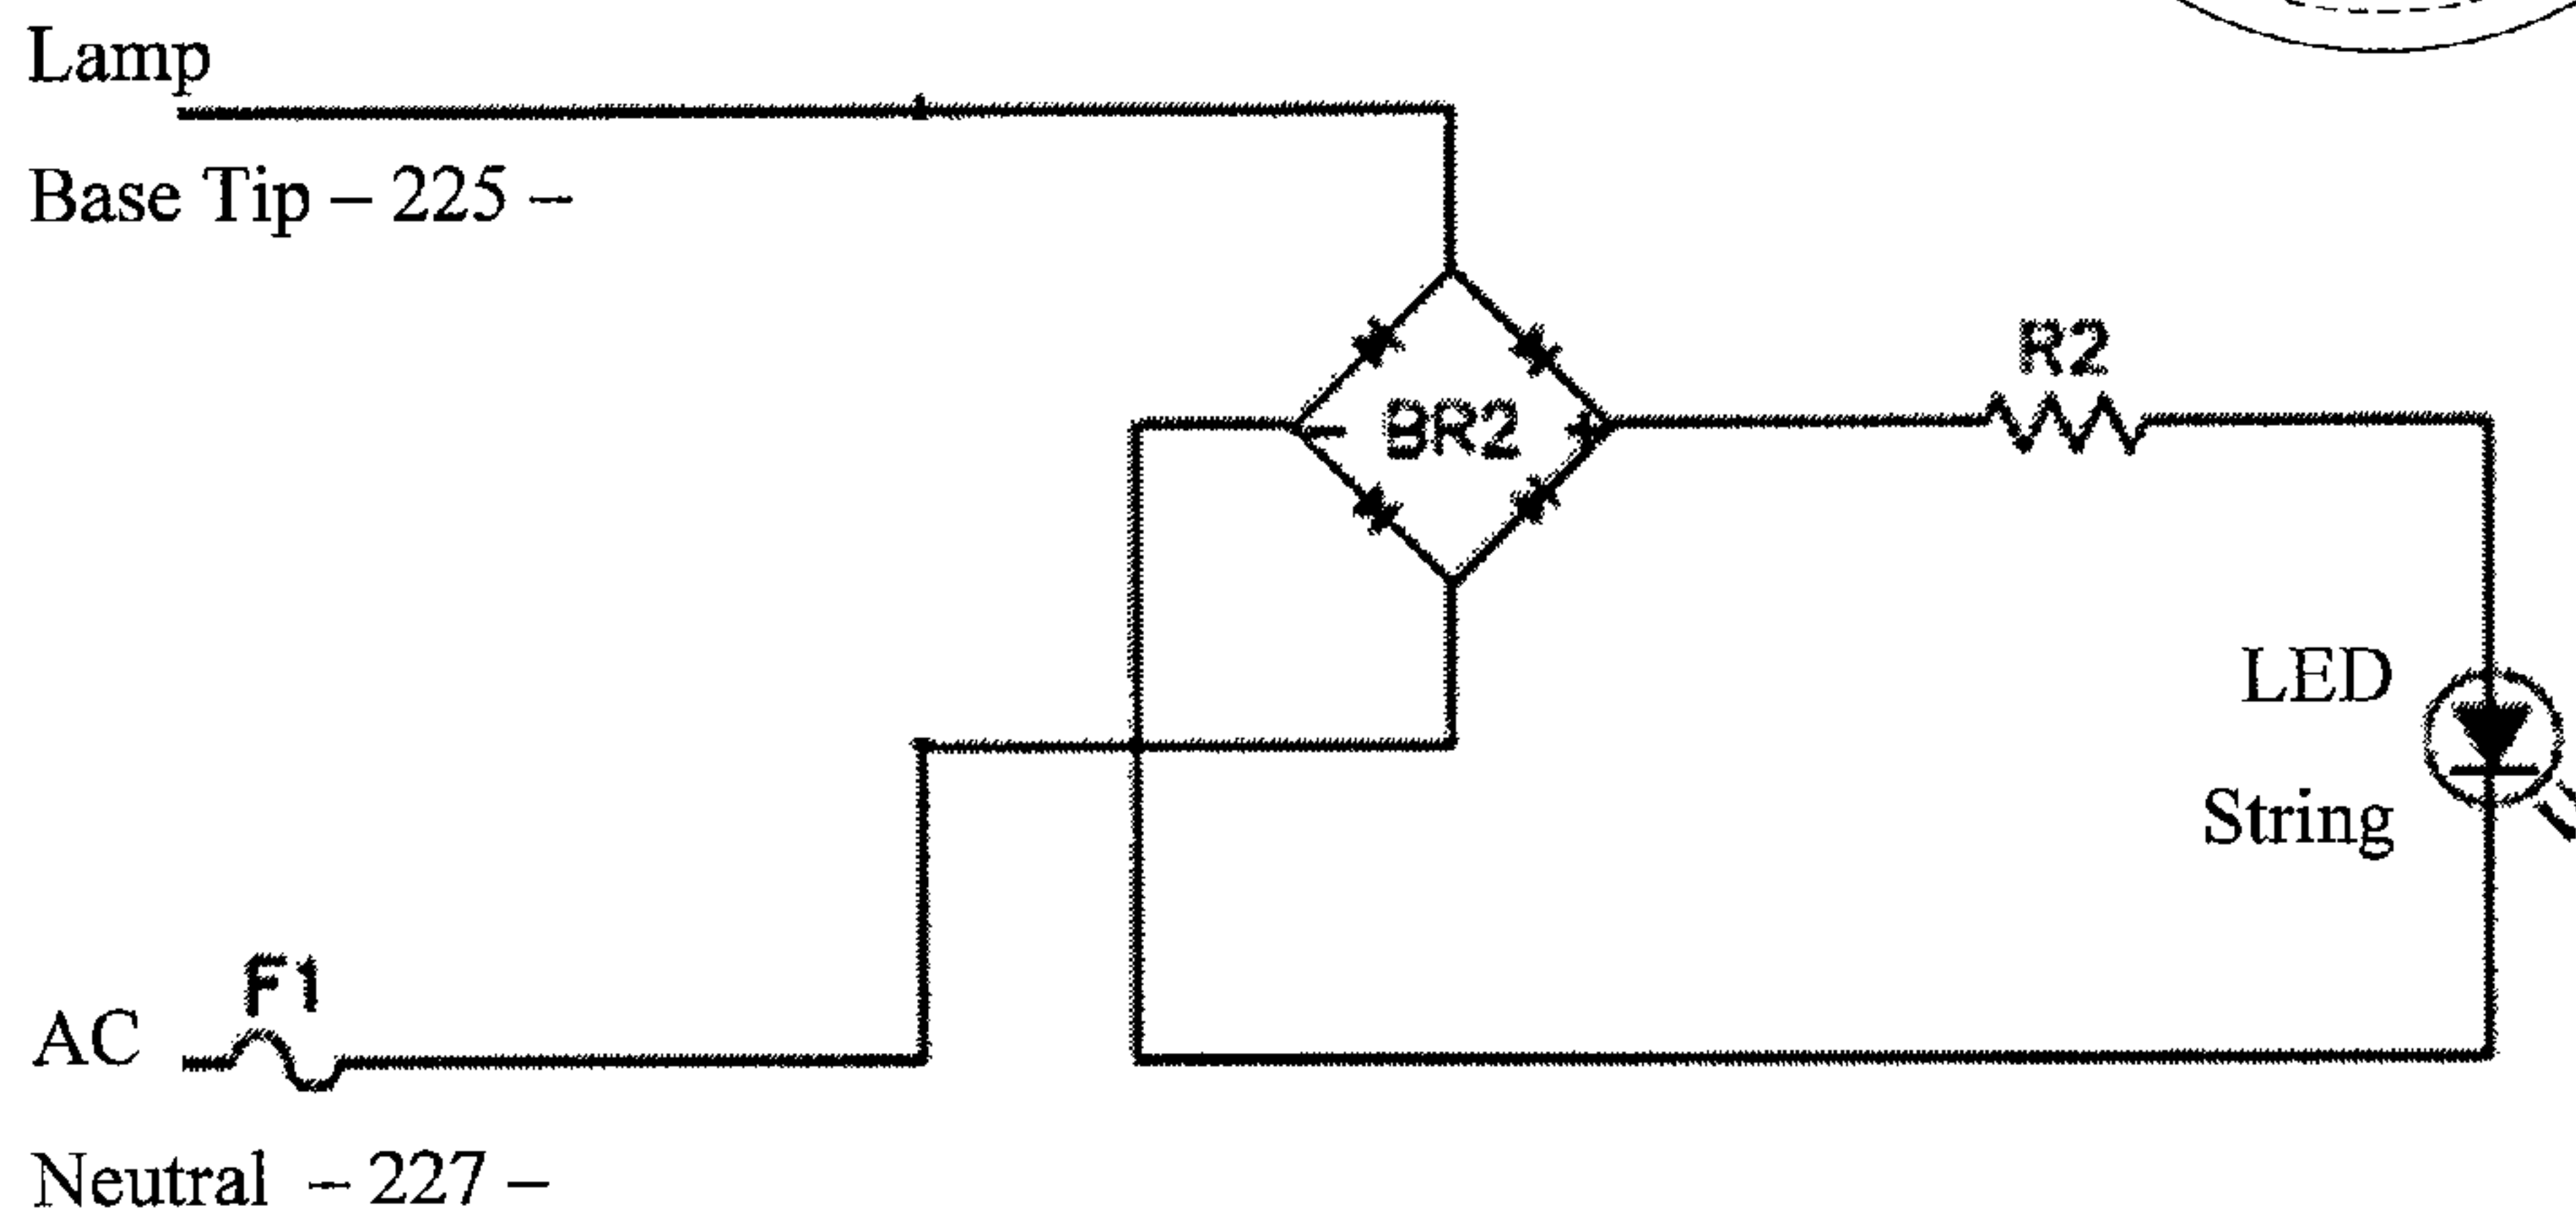 Lamp
Base Tip – 225 –
R2
– BR2 +
LED
String
F1
AC
Neutral – 227 –